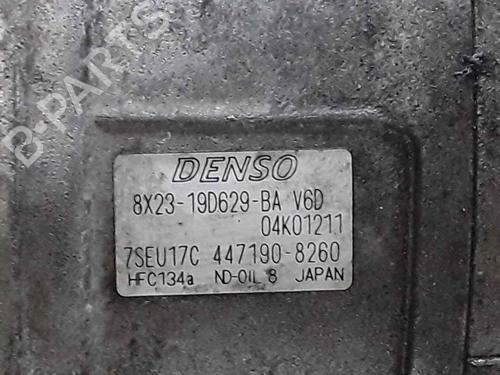 B-PARTS
DENSO
8X23-19D629-BA V6D
04K01211
7SEU17C 447190-8260
HFC134a ND-OIL 8 JAPAN